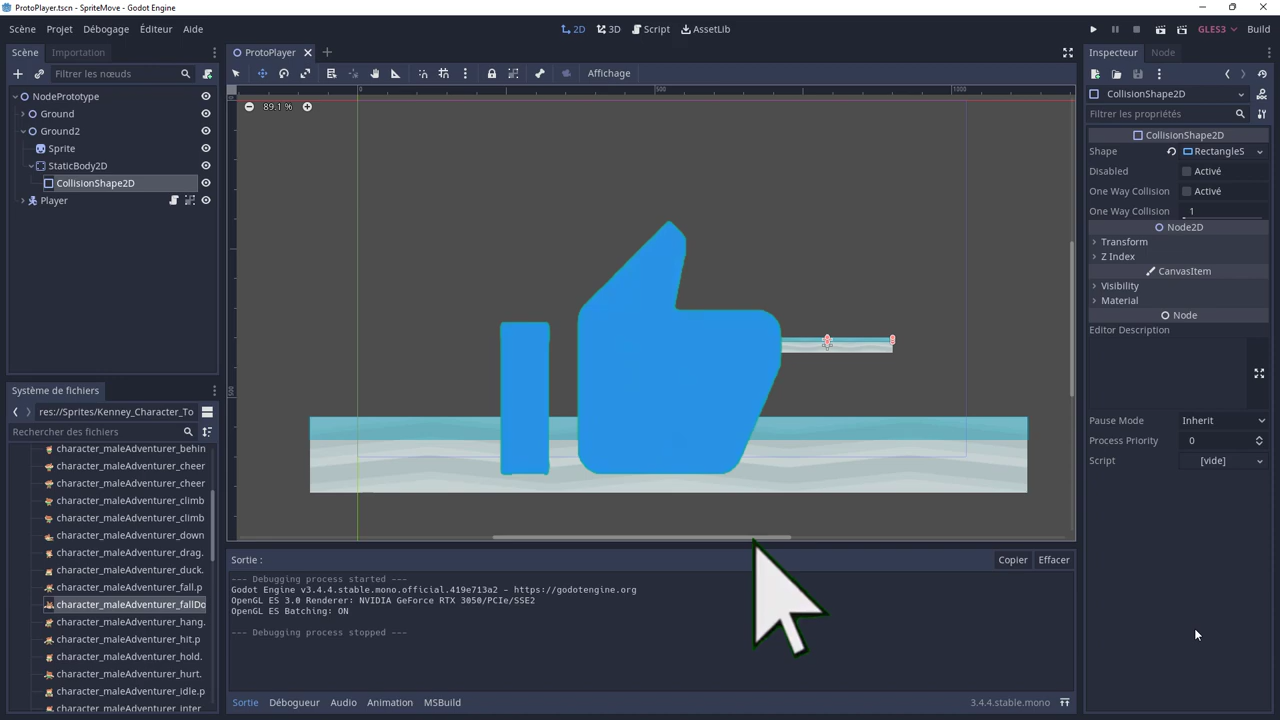 ProtoPlayer.tscn - SpriteMove - Godot Engine
Scène Projet Débogage Éditeur Aide
2D 3D Script AssetLib
GLES3 Build
Scène Importation
Filtrer les nœuds
NodePrototype
Ground
Ground2
Sprite
StaticBody2D
CollisionShape2D
Player
Système de fichiers
res://Sprites/Kenney_Character_To
Rechercher des fichiers
character_maleAdventurer_behin
character_maleAdventurer_cheer
character_maleAdventurer_cheer
character_maleAdventurer_climb
character_maleAdventurer_climb
character_maleAdventurer_down
character_maleAdventurer_drag.
character_maleAdventurer_duck.
character_maleAdventurer_fall.p
character_maleAdventurer_fallDo
character_maleAdventurer_hang.
character_maleAdventurer_hit.p
character_maleAdventurer_hold.
character_maleAdventurer_hurt.
character_maleAdventurer_idle.p
character_maleAdventurer_inter
ProtoPlayer
Affichage
0 500 1000
89.1 %
500
Sortie :
Copier Effacer
--- Debugging process started ---
Godot Engine v3.4.4.stable.mono.official.419e713a2 - https://godotengine.org
OpenGL ES 3.0 Renderer: NVIDIA GeForce RTX 3050/PCIe/SSE2
OpenGL ES Batching: ON
--- Debugging process stopped ---
Sortie Débogueur Audio Animation MSBuild
3.4.4.stable.mono
Inspecteur Node
CollisionShape2D
Filtrer les propriétés
CollisionShape2D
Shape RectangleS
Disabled Activé
One Way Collision Activé
One Way Collision 1
Node2D
Transform
Z Index
CanvasItem
Visibility
Material
Node
Editor Description
Pause Mode Inherit
Process Priority 0
Script [vide]